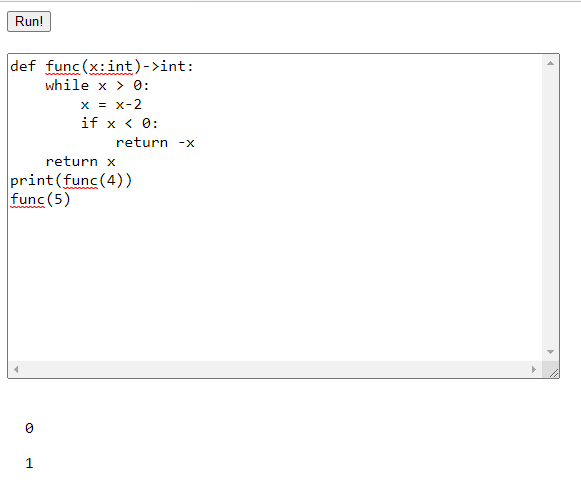 Run!
def func(x:int)->int:
    while x > 0:
        x = x-2
        if x < 0:
            return -x
    return x
print(func(4))
func(5)
0
1